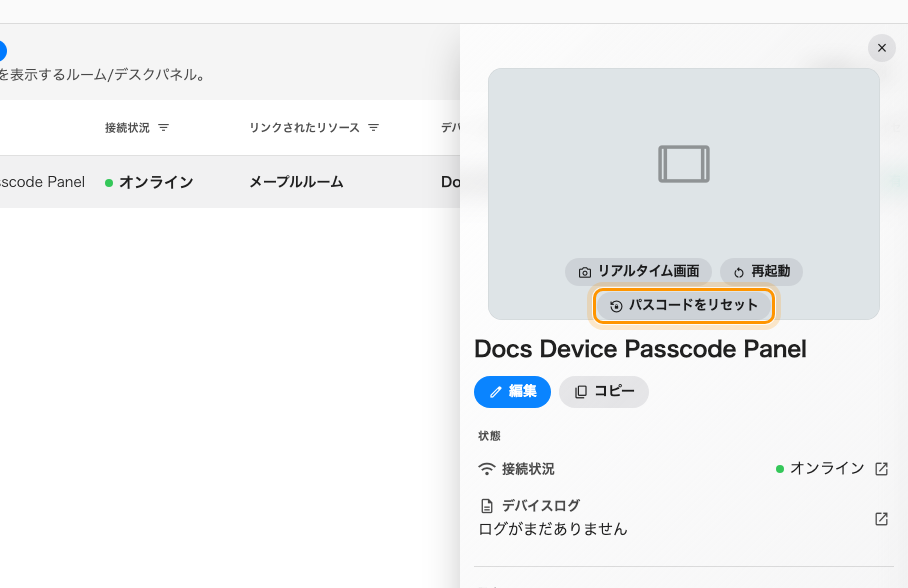 を表示するルーム/デスクパネル。
接続状況
リンクされたリソース
デバ
scode Panel
オンライン
メープルルーム
Do
リアルタイム画面
再起動
パスコードをリセット
Docs Device Passcode Panel
編集
コピー
状態
接続状況
オンライン
デバイスログ
ログがまだありません